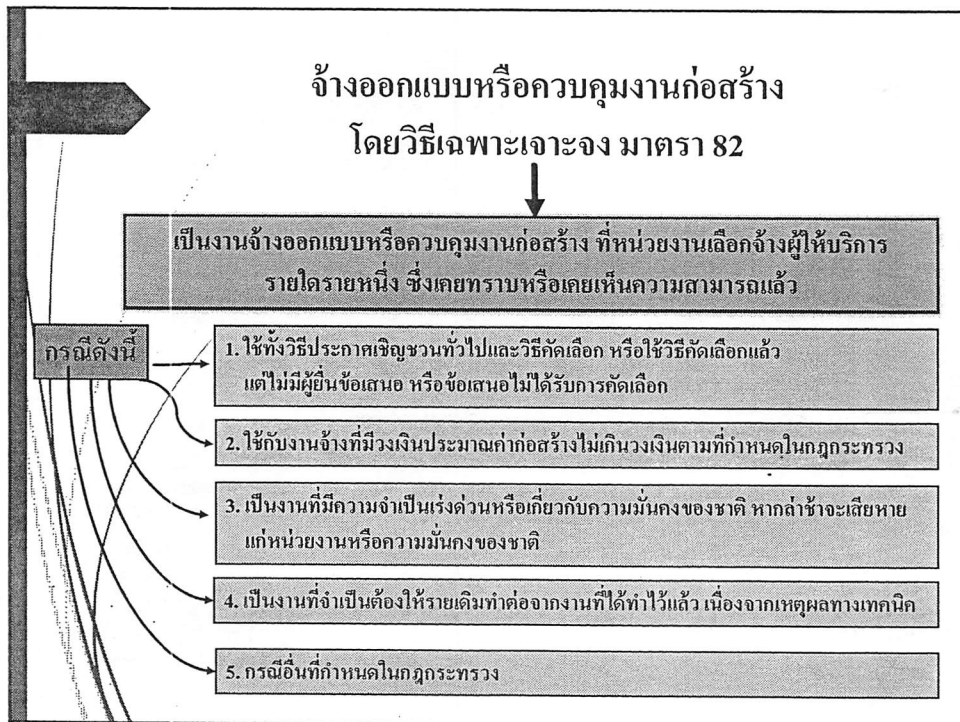 จ้างออกแบบหรือควบคุมงานก่อสร้าง
โดยวิธีเฉพาะเจาะจง มาตรา 82
เป็นงานจ้างออกแบบหรือควบคุมงานก่อสร้าง ที่หน่วยงานเลือกจ้างผู้ให้บริการ
รายใดรายหนึ่ง ซึ่งเคยทราบหรือเคยเห็นความสามารถแล้ว
กรณีดังนี้
1. ใช้ทั้งวิธีประกาศเชิญชวนทั่วไปและวิธีคัดเลือก หรือใช้วิธีคัดเลือกแล้ว
แต่ไม่มีผู้ยื่นข้อเสนอ หรือข้อเสนอไม่ได้รับการคัดเลือก
2. ใช้กับงานจ้างที่มีวงเงินประมาณค่าก่อสร้างไม่เกินวงเงินตามที่กำหนดในกฎกระทรวง
3. เป็นงานที่มีความจำเป็นเร่งด่วนหรือเกี่ยวกับความมั่นคงของชาติ หากล่าช้าจะเสียหาย
แก่หน่วยงานหรือความมั่นคงของชาติ
4. เป็นงานที่จำเป็นต้องให้รายเดิมทำต่อจากงานที่ได้ทำไว้แล้ว เนื่องจากเหตุผลทางเทคนิค
5. กรณีอื่นที่กำหนดในกฎกระทรวง